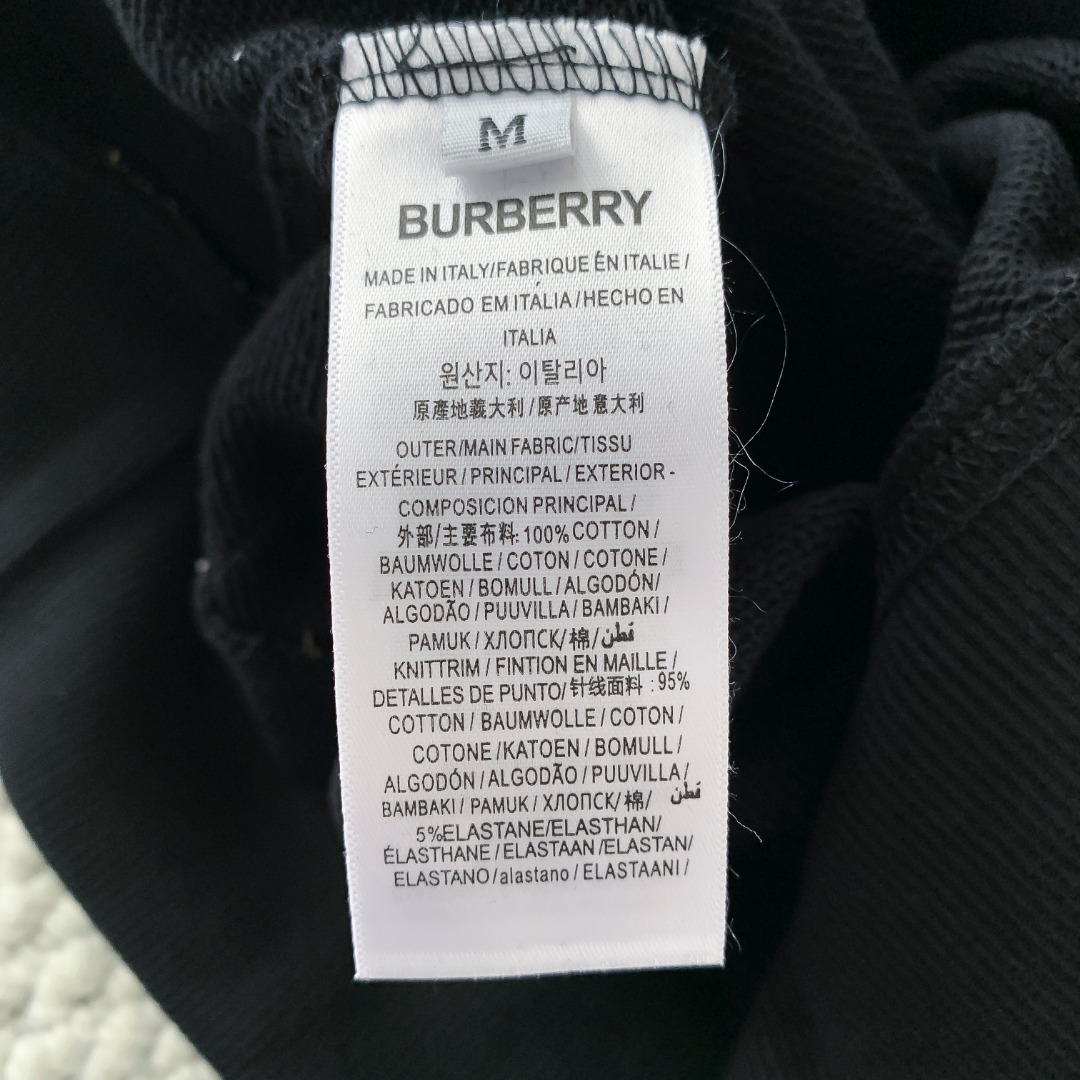 M
BURBERRY
MADE IN ITALY/FABRIQUE ÉN ITALIE/
FABRICADO EM ITÁLIA/HECHO EN
ITALIA
원산지: 이탈리아
原產地義大利/原产地意大利
OUTER/MAIN FABRIC/TISSU
EXTÉRIEUR/PRINCIPAL/EXTERIOR-
COMPOSICION PRINCIPAL/
外部/主要布料:100% COTTON/
BAUMWOLLE/COTON/COTONE/
KATOEN/BOMULL/ALGODÓN/
ALGODÃO/PUUVILLA/BAMBAKI/
PAMUK/ХЛОПСК/棉/قطن
KNITTRIM/FINTION EN MAILLE/
DETALLES DE PUNTO/针线面料:95%
COTTON/BAUMWOLLE/COTON/
COTONE/KATOEN/BOMULL/
ALGODÓN/ALGODÃO/PUUVILLA/
BAMBAKI/PAMUK/ХЛОПСК/棉/ قطن
5%ELASTANE/ELASTHAN/
ÉLASTHANE/ELASTAAN/ELASTAN/
ELASTANO/alastano/ELASTAANI/